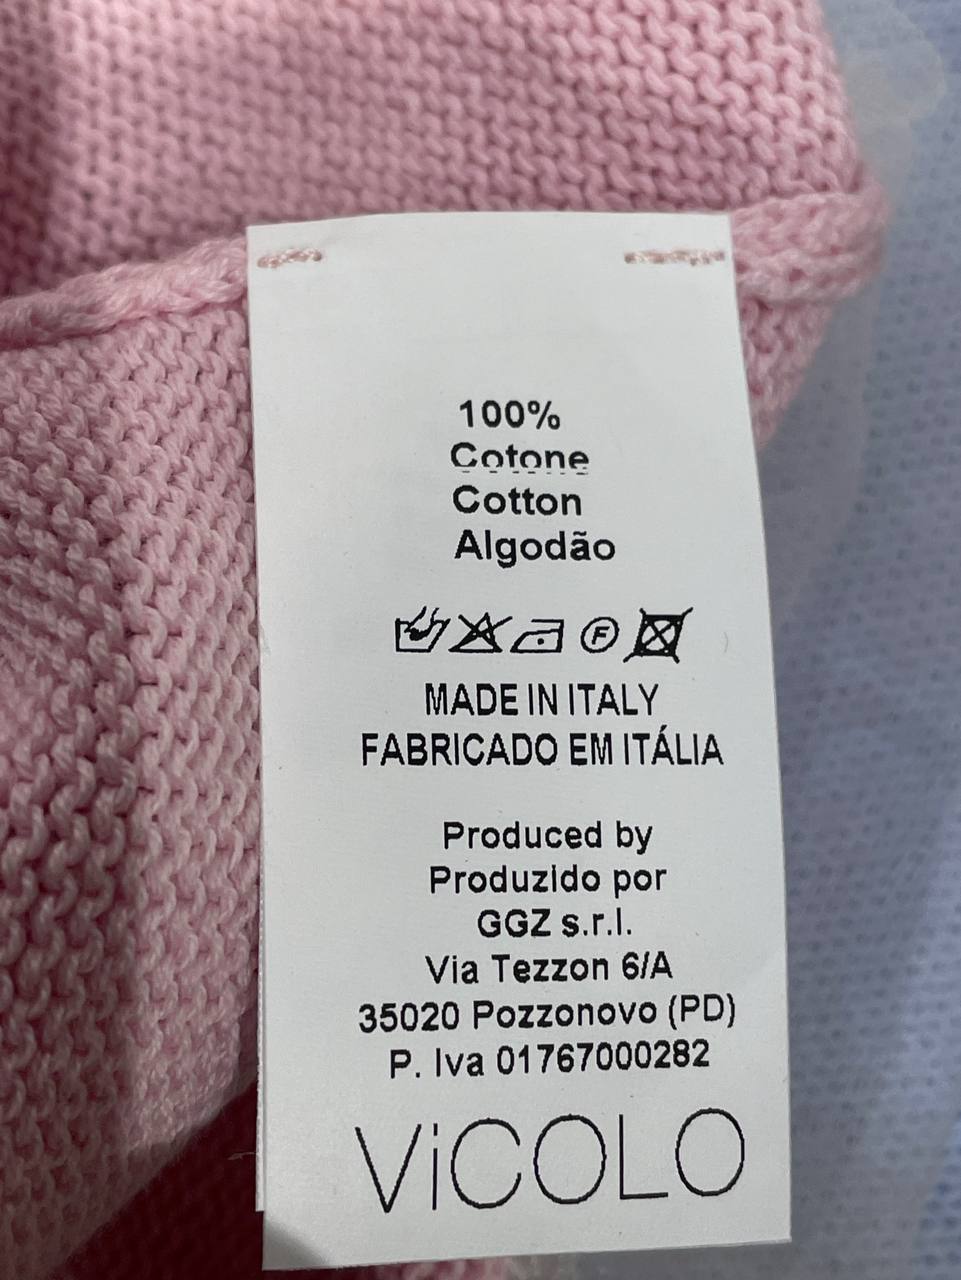 100%
Cotone
Cotton
Algodão
F
MADE IN ITALY
FABRICADO EM ITÁLIA
Produced by
Produzido por
GGZ s.r.l.
Via Tezzon 6/A
35020 Pozzonovo (PD)
P. Iva 01767000282
ViCOLO